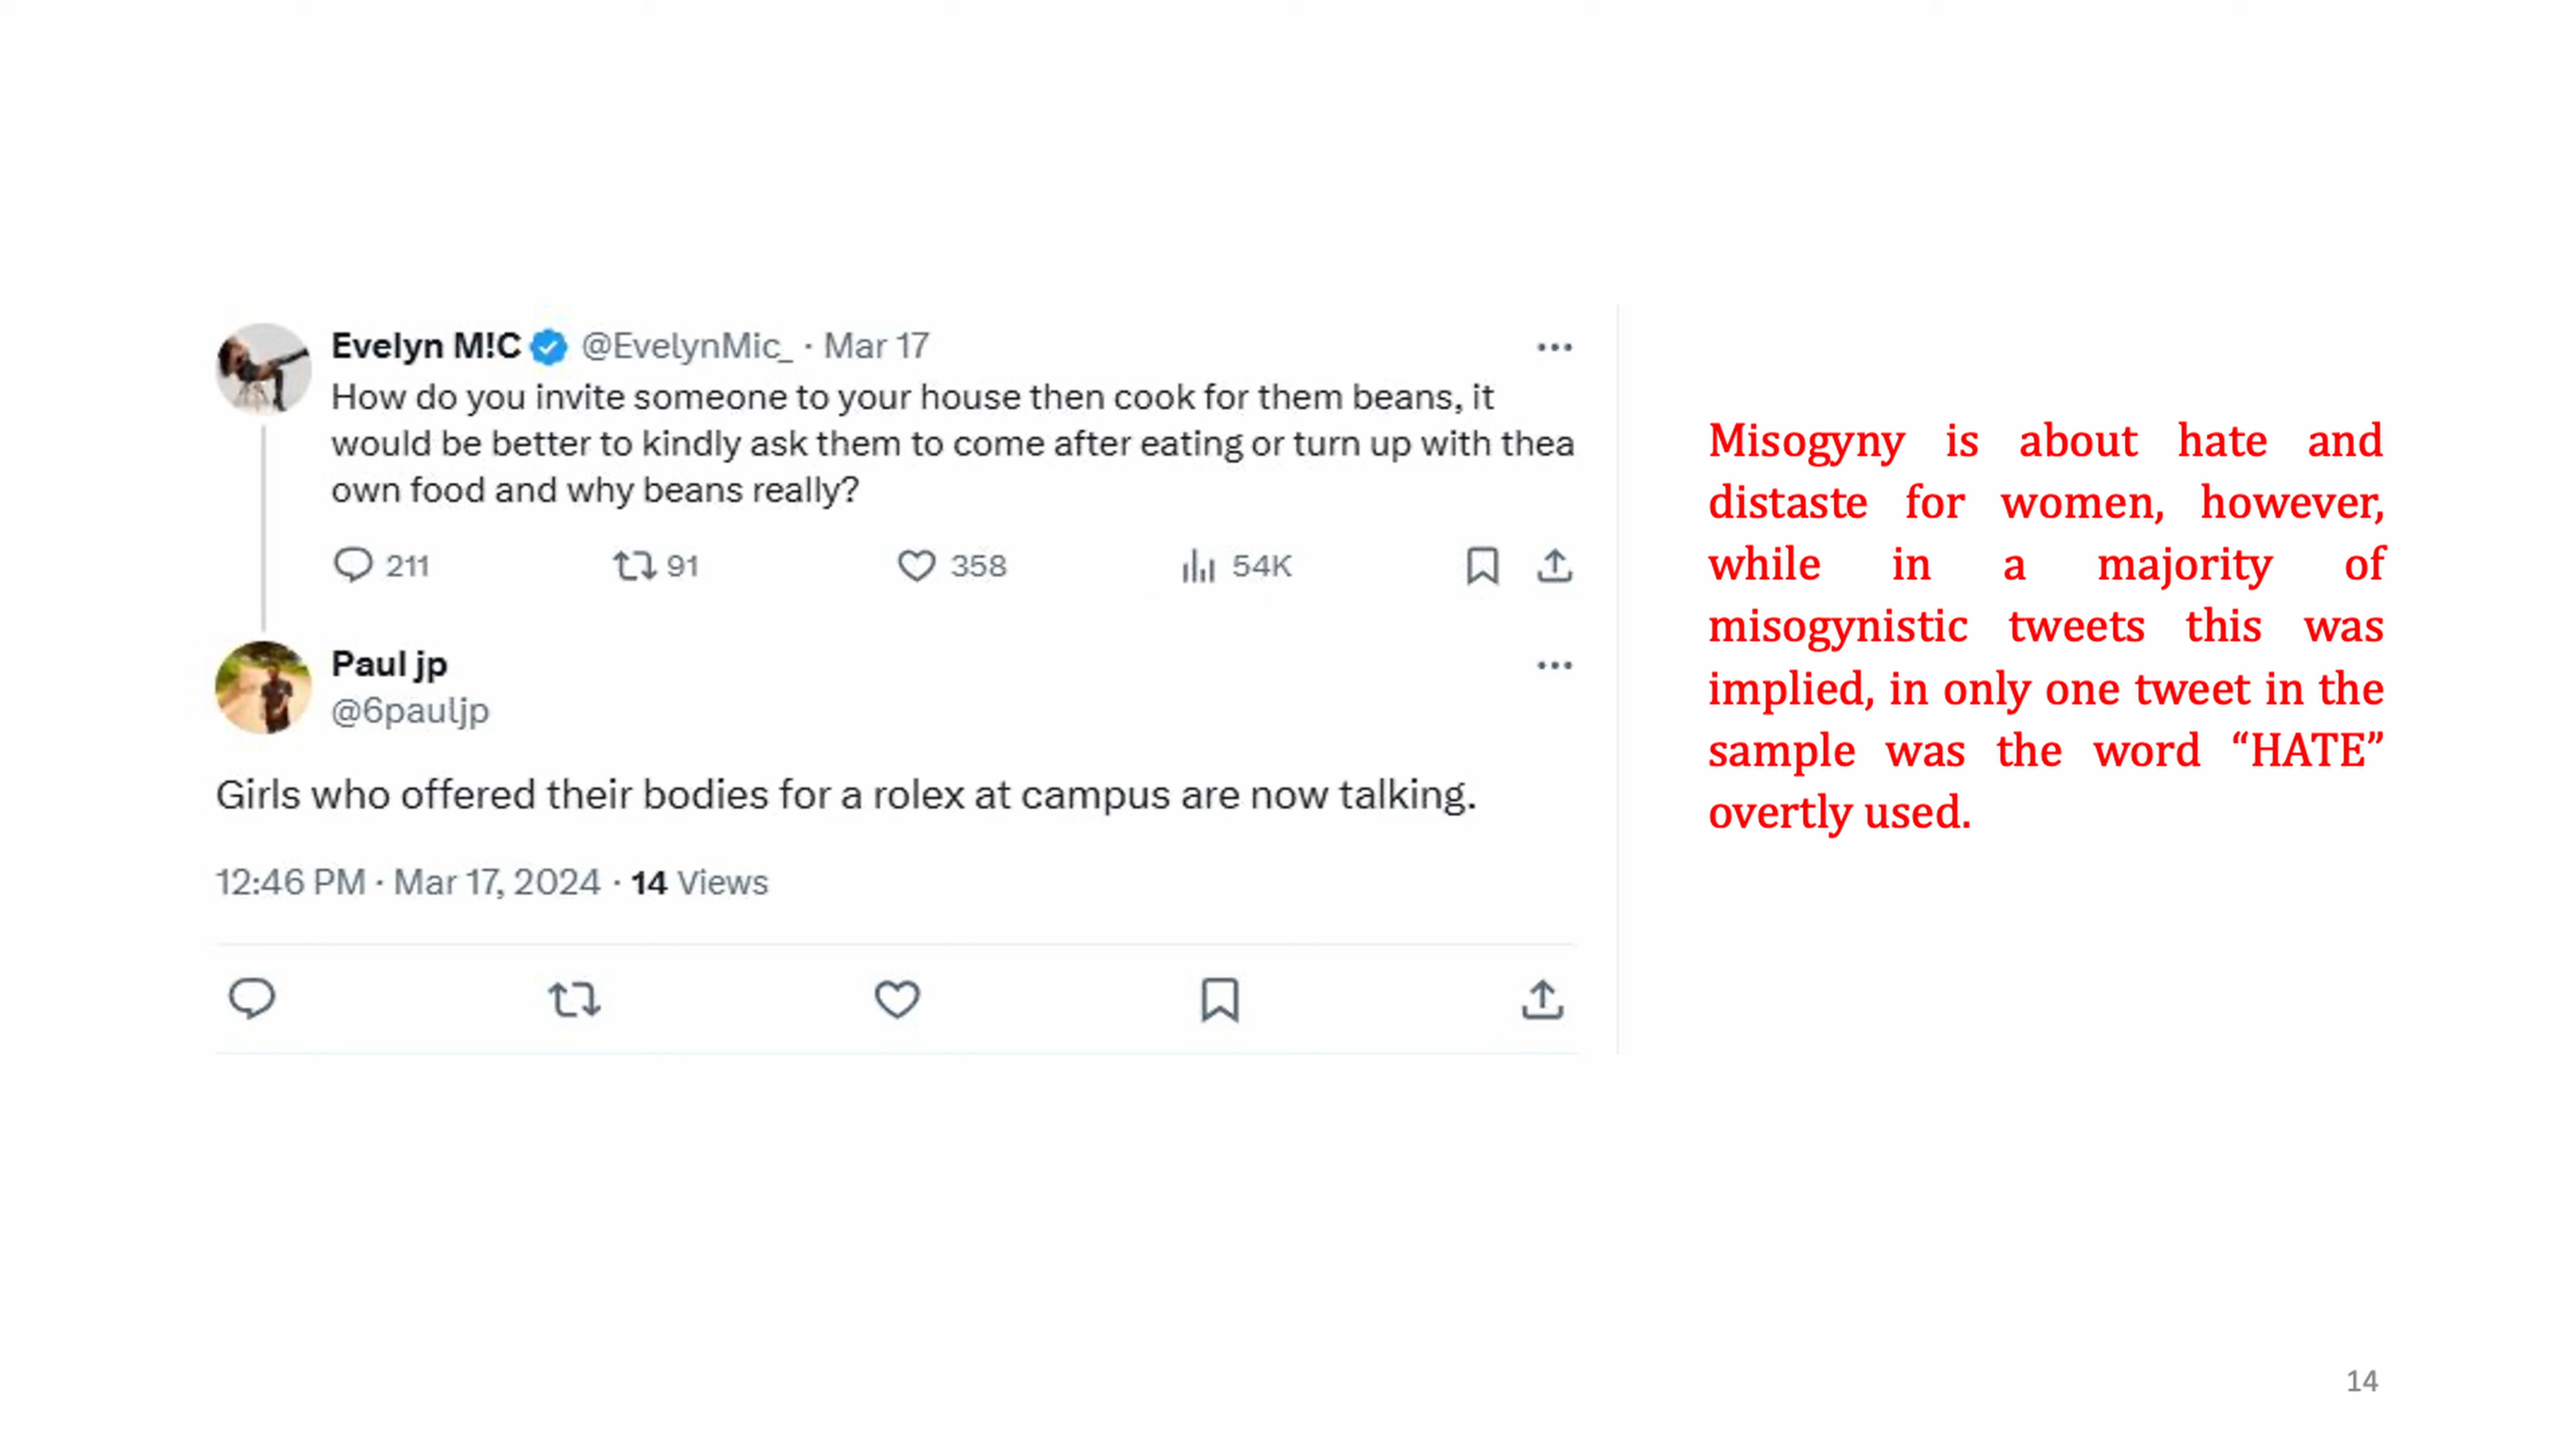 Evelyn M!C @EvelynMic_ · Mar 17
How do you invite someone to your house then cook for them beans, it
would be better to kindly ask them to come after eating or turn up with thea
own food and why beans really?
211 91 358 54K
Paul jp
@6pauljp
Girls who offered their bodies for a rolex at campus are now talking.
12:46 PM · Mar 17, 2024 · 14 Views
Misogyny is about hate and
distaste for women, however,
while in a majority of
misogynistic tweets this was
implied, in only one tweet in the
sample was the word “HATE”
overtly used.
14